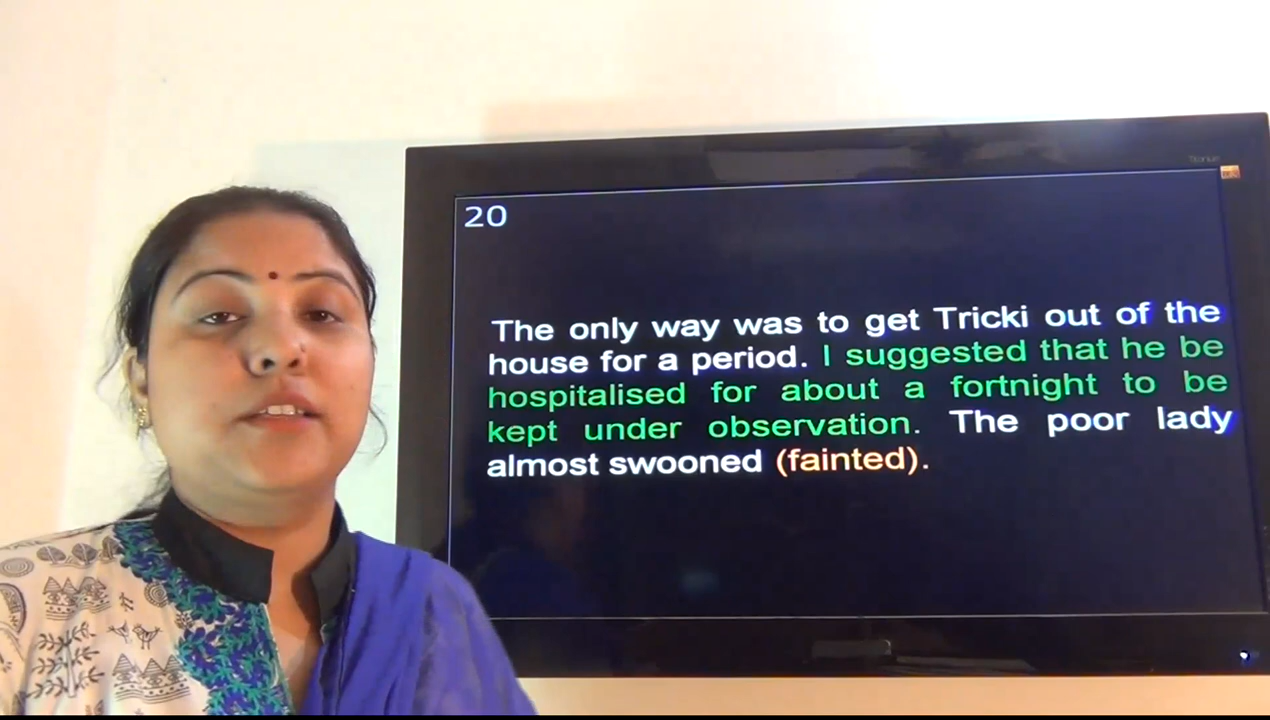 20
The only way was to get Tricki out of the
house for a period. I suggested that he be
hospitalised for about a fortnight to be
kept under observation. The poor lady
almost swooned (fainted).